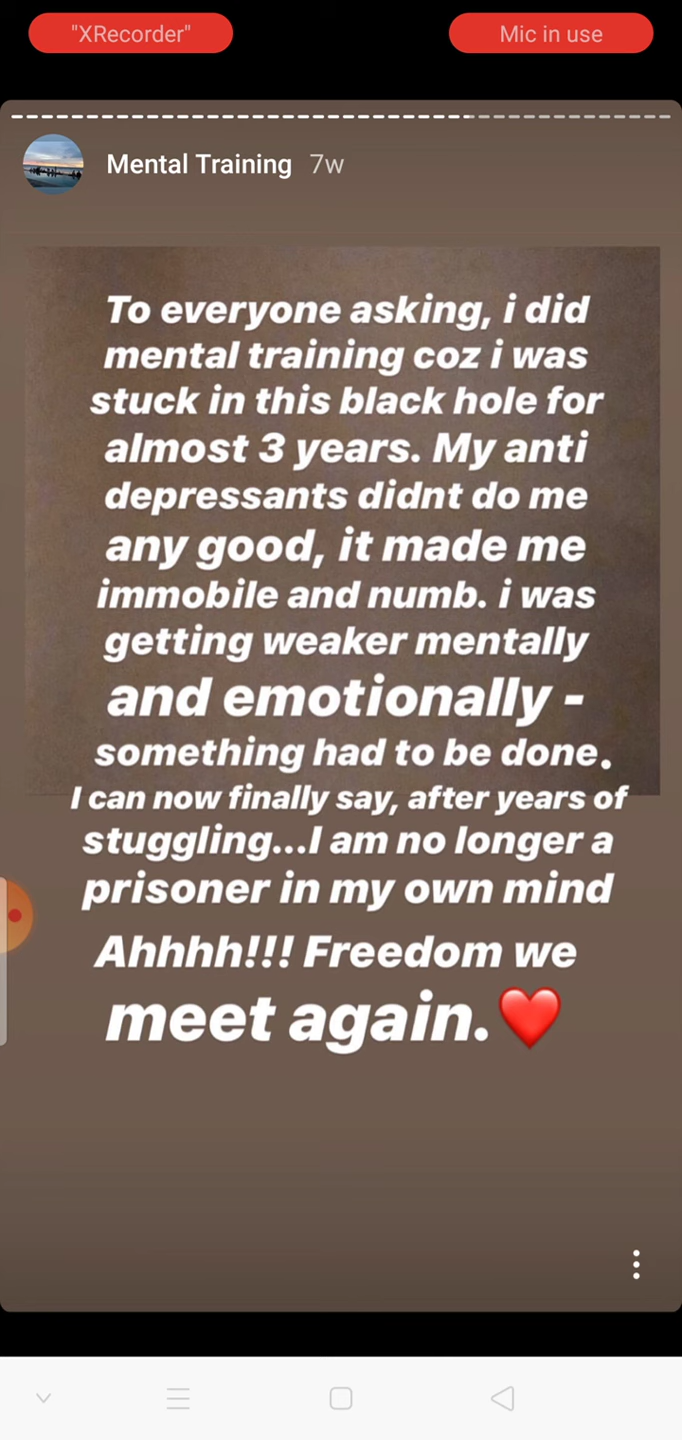 "XRecorder"
Mic in use
Mental Training 7w
To everyone asking, i did
mental training coz i was
stuck in this black hole for
almost 3 years. My anti
depressants didnt do me
any good, it made me
immobile and numb. i was
getting weaker mentally
and emotionally -
something had to be done.
I can now finally say, after years of
stuggling...I am no longer a
prisoner in my own mind
Ahhhh!!! Freedom we
meet again.❤️